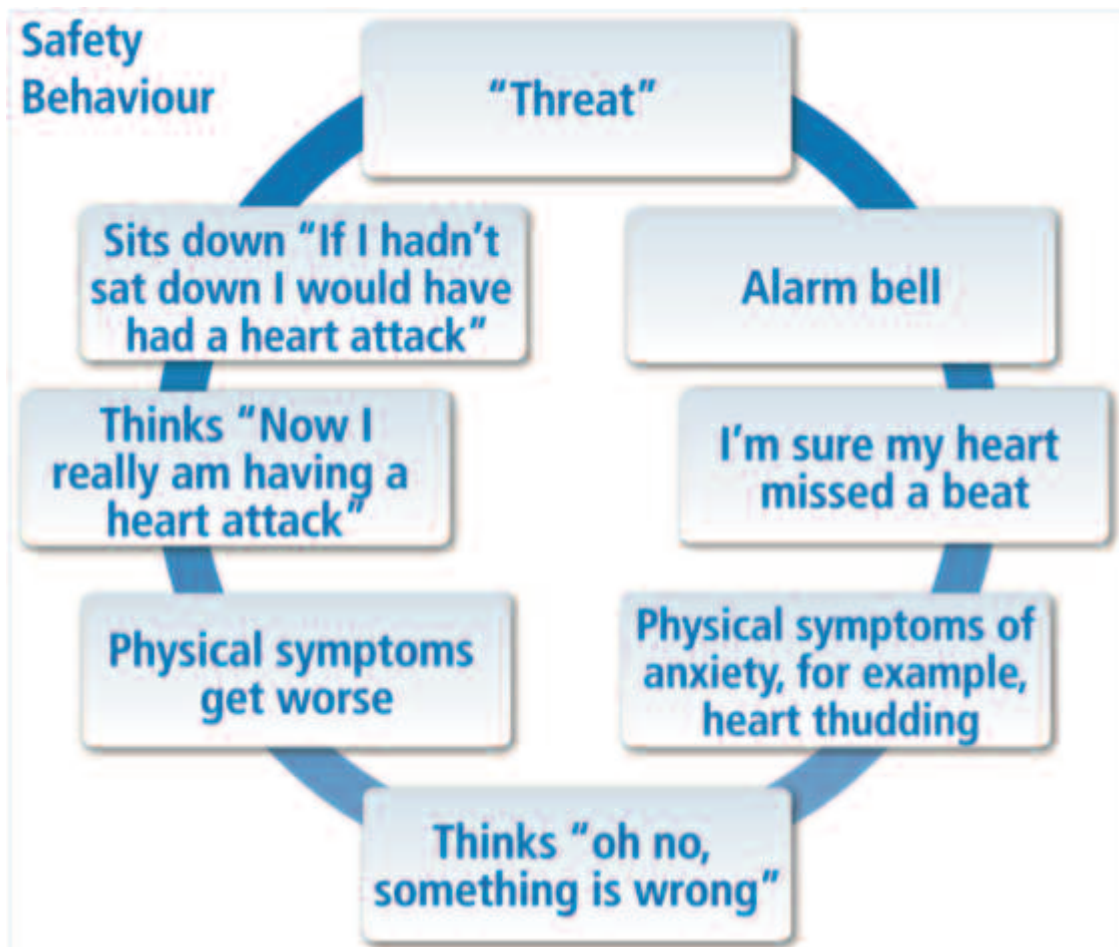 Safety
Behaviour
“Threat”
Alarm bell
I’m sure my heart
missed a beat
Physical symptoms of
anxiety, for example,
heart thudding
Thinks “oh no,
something is wrong”
Physical symptoms
get worse
Thinks “Now I
really am having a
heart attack”
Sits down “If I hadn’t
sat down I would have
had a heart attack”